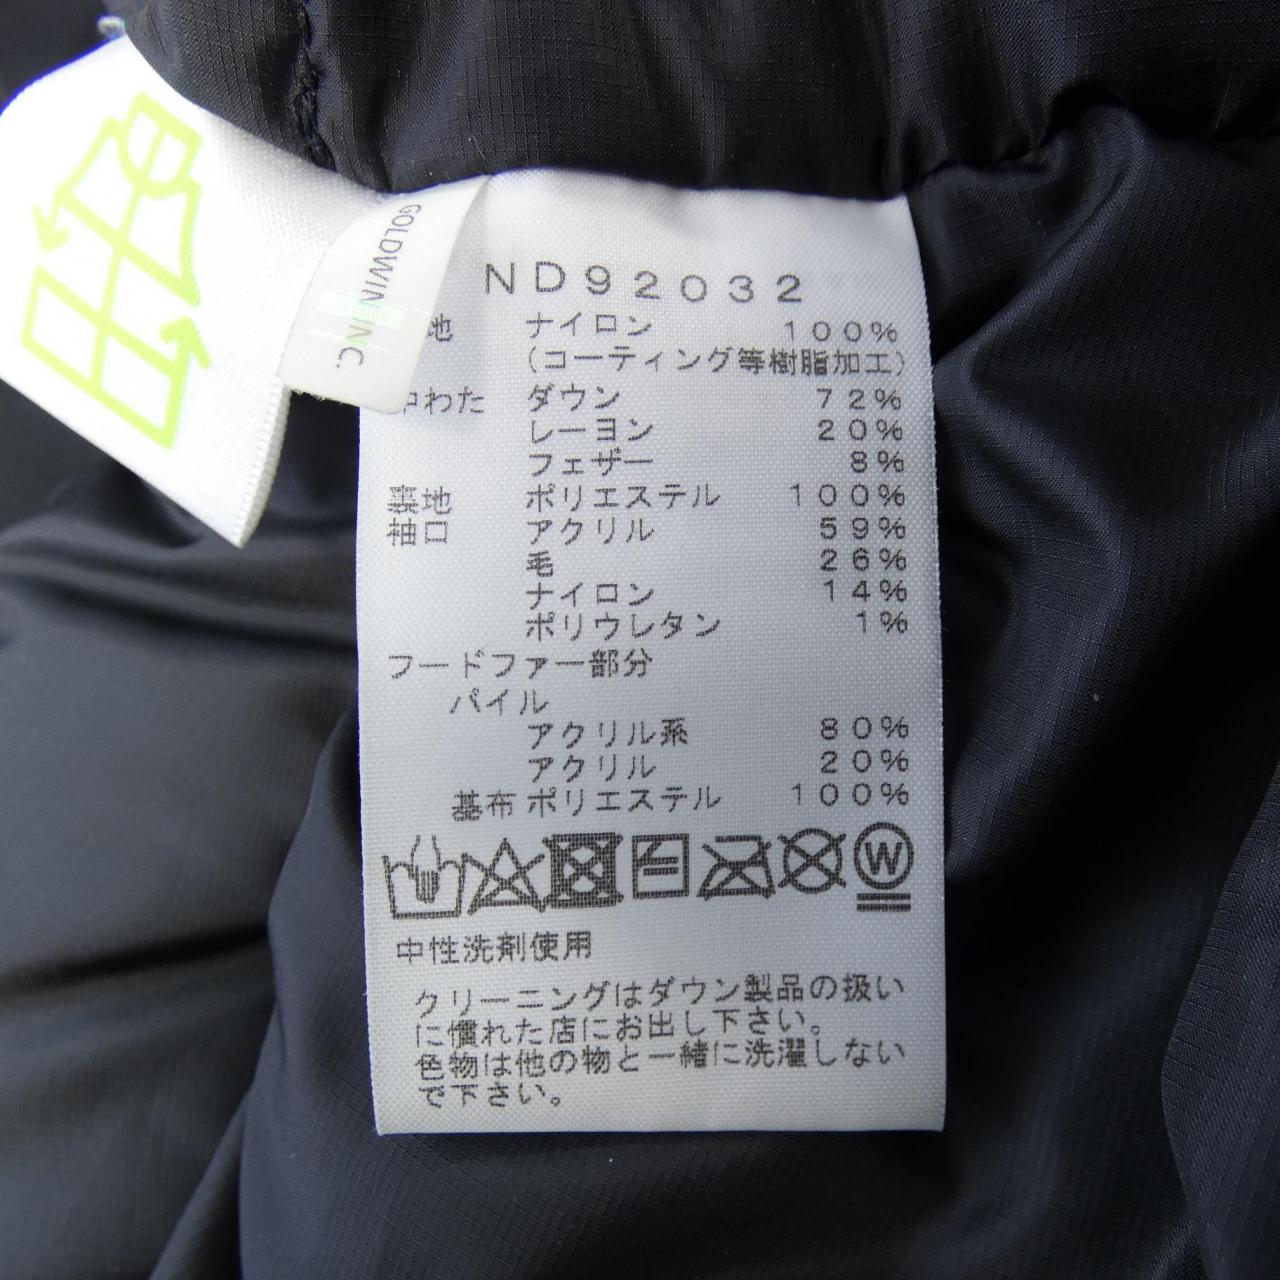 GOLDWIN INC.
ND92032
地 ナイロン 100%
(コーティング等樹脂加工)
中わた ダウン 72%
レーヨン 20%
フェザー 8%
裏地 ポリエステル 100%
袖口 アクリル 59%
毛 26%
ナイロン 14%
ポリウレタン 1%
フードファー部分
パイル
アクリル系 80%
アクリル 20%
基布 ポリエステル 100%
W
中性洗剤使用
クリーニングはダウン製品の扱い
に慣れた店にお出し下さい。
色物は他の物と一緒に洗濯しない
で下さい。